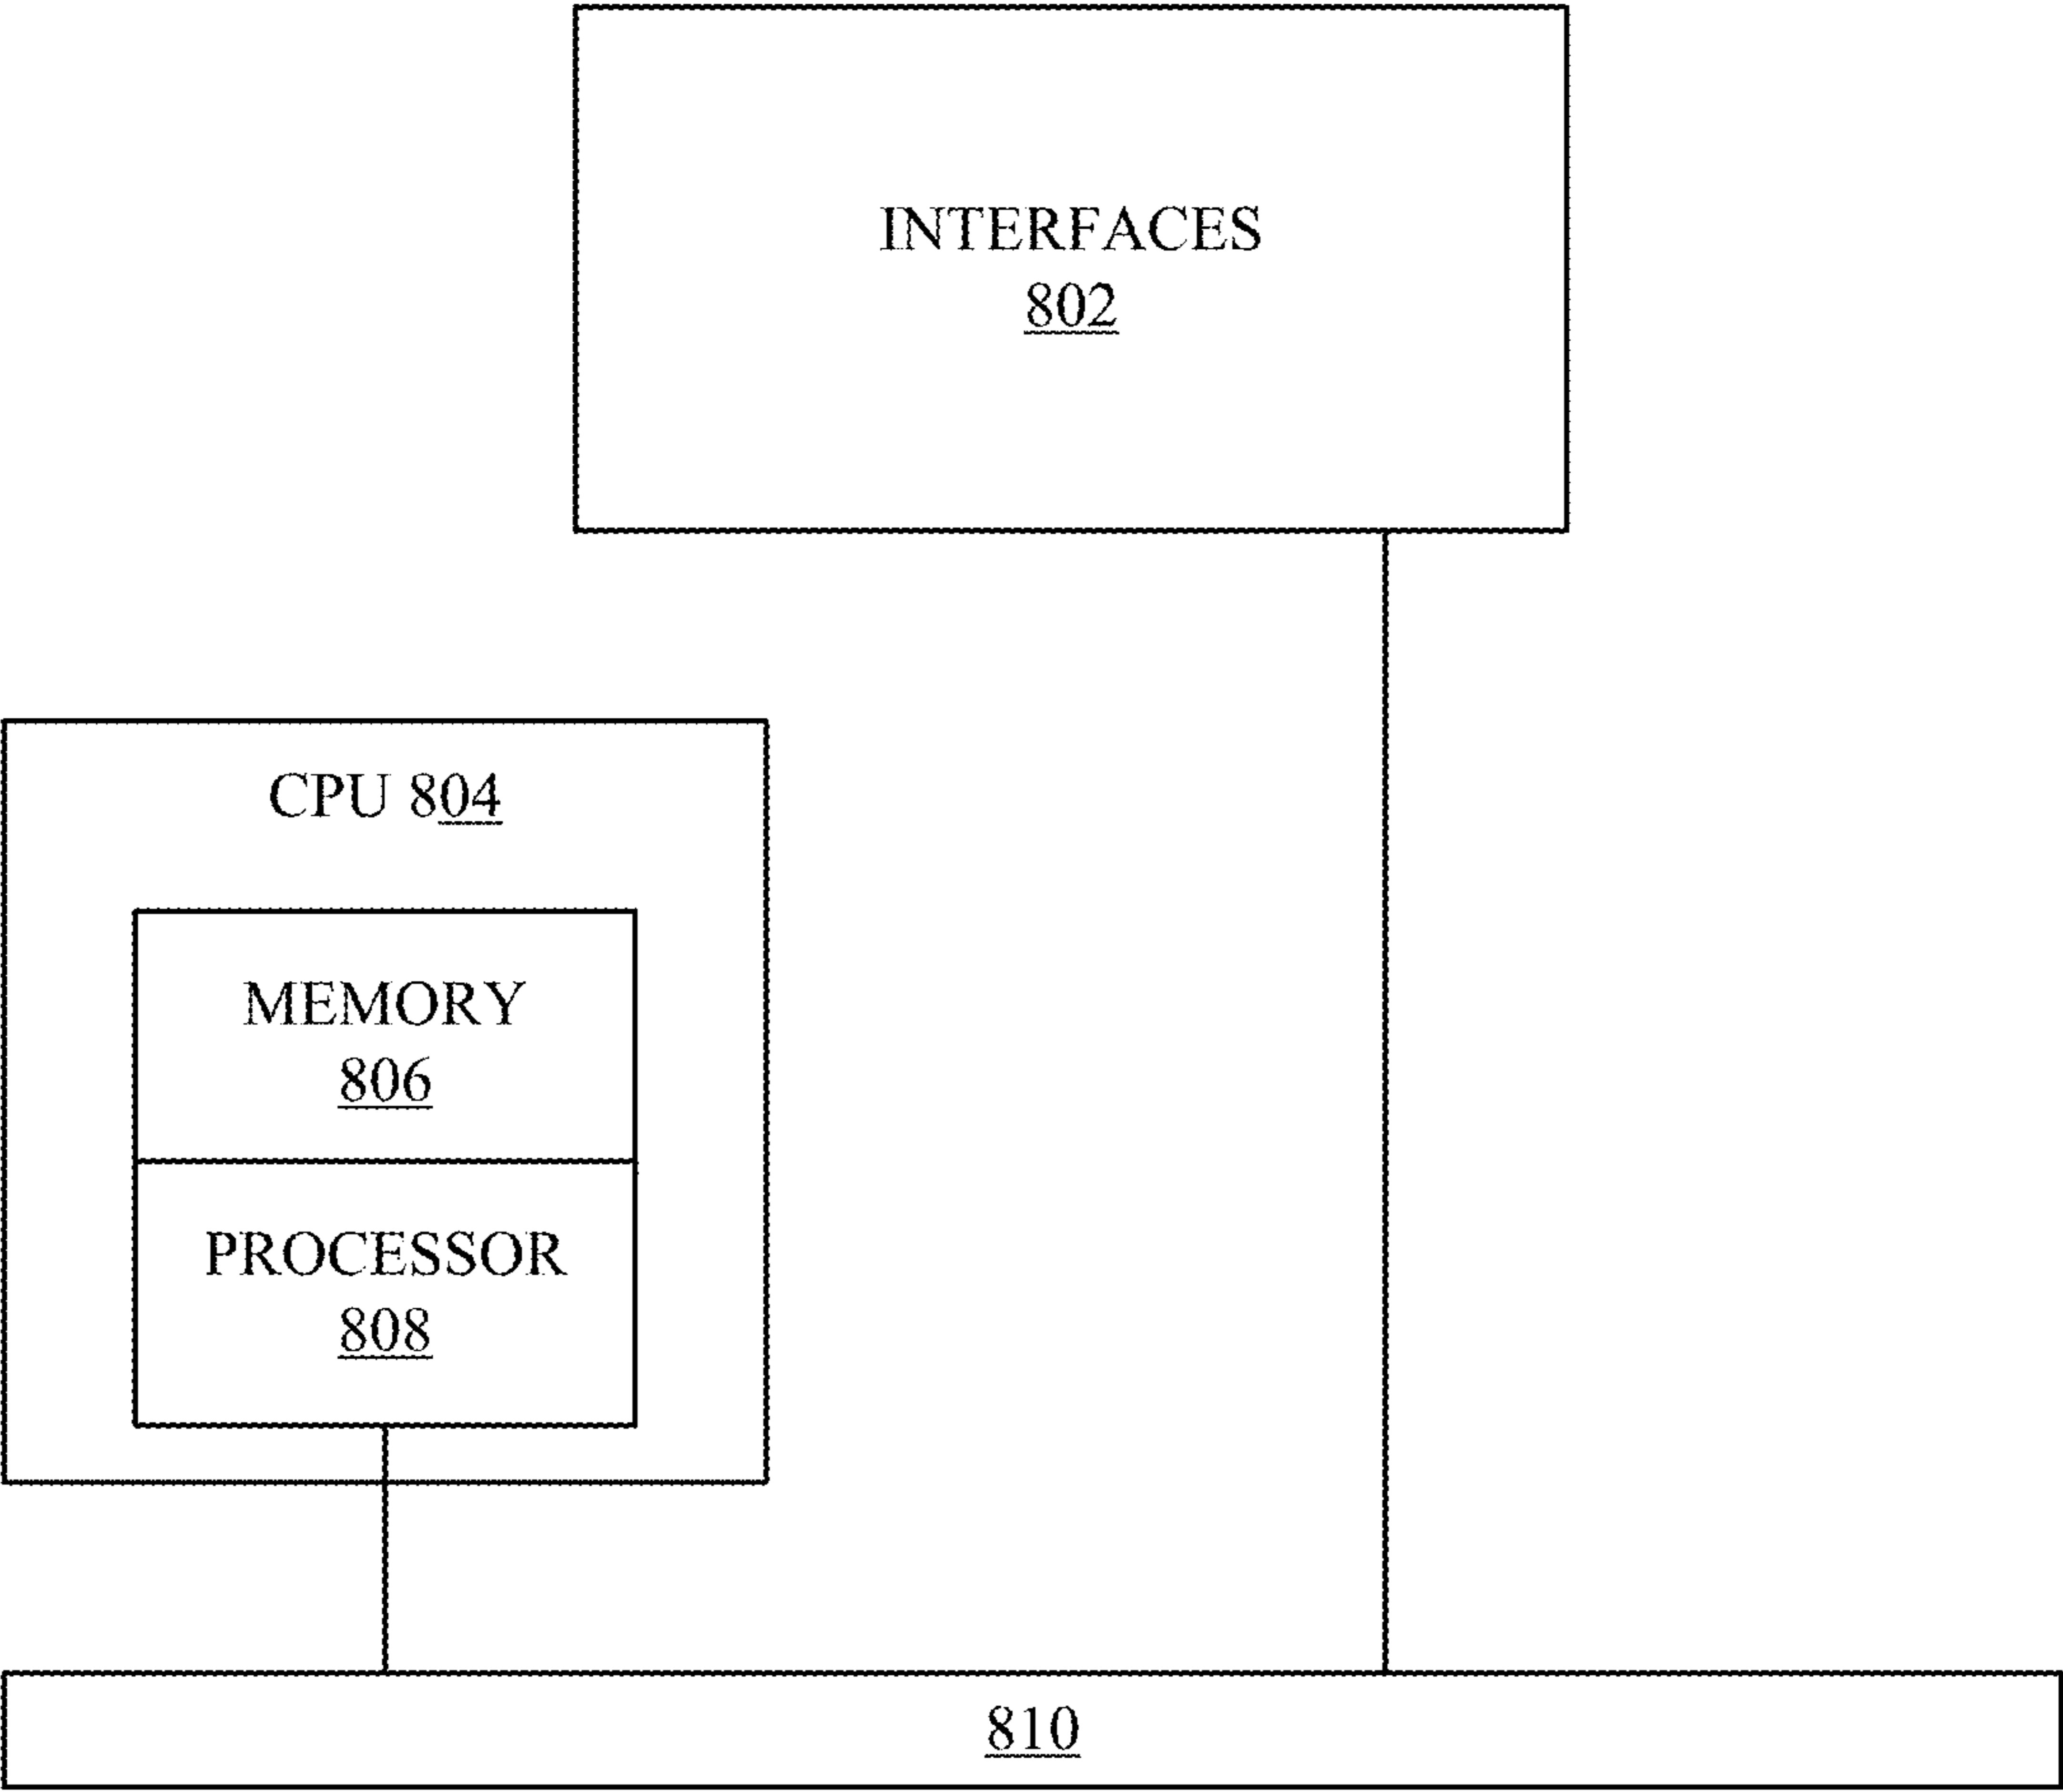 INTERFACES
802
CPU 804
MEMORY
806
PROCESSOR
808
810